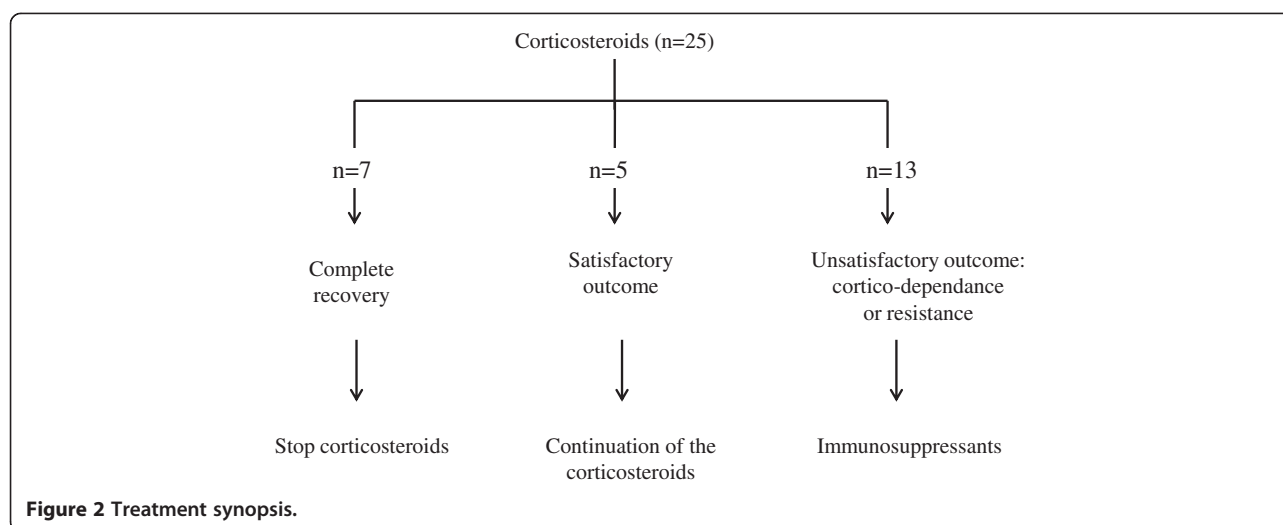 Corticosteroids (n=25)
n=7
n=5
n=13
Complete
recovery
Satisfactory
outcome
Unsatisfactory outcome:
cortico-dependance
or resistance
Stop corticosteroids
Continuation of the
corticosteroids
Immunosuppressants
Figure 2 Treatment synopsis.